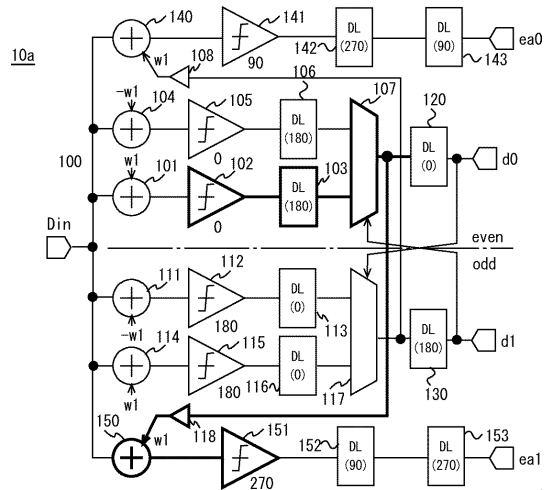 10a
140
w1
141
90
108
DL
(270)
142
DL
(90)
143
ea0
-w1
104
105
0
106
DL
(180)
107
120
DL
(0)
d0
100
w1
101
102
0
DL
(180)
103
Din
even
odd
111
-w1
112
180
DL
(0)
113
114
w1
115
180
116
DL
(0)
117
DL
(180)
130
d1
150
w1
118
151
270
152
DL
(90)
153
DL
(270)
ea1